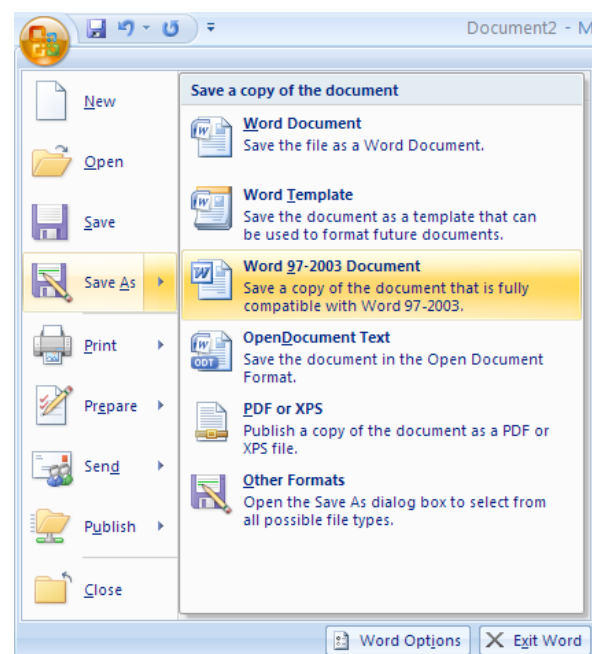 Document2 - M
New
Open
Save
Save As
Print
Prepare
Send
Publish
Close
Save a copy of the document
Word Document
Save the file as a Word Document.
Word Template
Save the document as a template that can
be used to format future documents.
Word 97-2003 Document
Save a copy of the document that is fully
compatible with Word 97-2003.
OpenDocument Text
Save the document in the Open Document
Format.
PDF or XPS
Publish a copy of the document as a PDF or
XPS file.
Other Formats
Open the Save As dialog box to select from
all possible file types.
Word Options
Exit Word